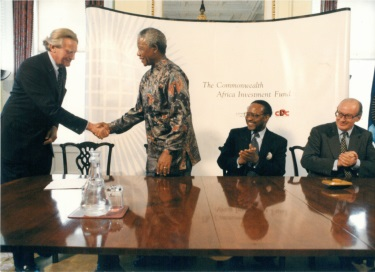 The Commonwealth
Africa Investment Fund
CDC